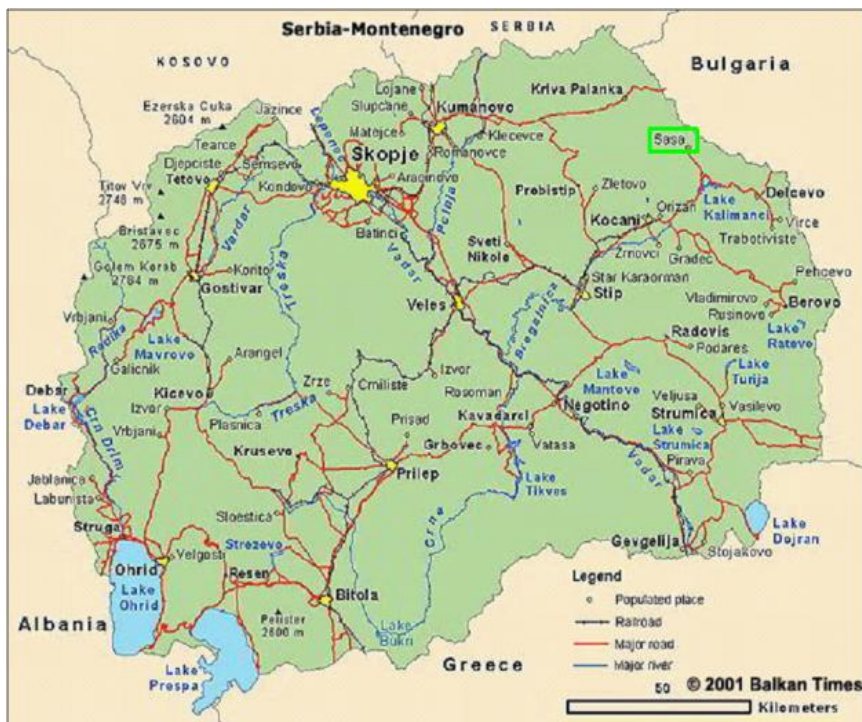 Serbia-Montenegro
SERBIA
KOSOVO
Bulgaria
Lojane
Slupcane
Kriva Palanka
Ezerska Cuka
2604 m
Jazince
Kumanovo
Tearce
Lepenec
Matejce
Klecevce
Sasa
Romanovce
Djepciste
Semsevo
Skopje
Tetovo
Kondovo
Aracinovo
Titov Vrv
2748 m
Pcinja
Probistip
Zletovo
Lake
Kalimanci
Delcevo
Orizari
Bristavec
2675 m
Vardar
Batinci
Kocani
Virce
Trabotiviste
Vadar
Sveti
Nikole
Zrnovci
Gradec
Golem Korab
2764 m
Korito
Treska
Star Karaorman
Pehcevo
Gostivar
Stip
Veles
Vladimirovo
Berovo
Rusinovo
Vrbjani
Bregalnica
Radika
Lake
Mavrovo
Radovis
Lake
Ratevo
Podares
Arangel
Galicnik
Izvor
Lake
Mantovo
Lake
Turija
Debar
Kicevo
Zrze
Crniliste
Rosoman
Lake
Debar
Izvor
Treska
Veljusa
Plasnica
Negotino
Strumica
Vasilevo
Prisad
Kavadarci
Crn Drim
Vrbjani
Vatasa
Lake
Strumica
Krusevo
Grbovec
Pirava
Prilep
Jablanica
Lake
Tikves
Vadar
Labunista
Sloestica
Crna
Lake
Dojran
Struga
Strezevo
Gevgelija
Stojakovo
Velgosti
Ohrid
Resen
Legend
Lake
Ohrid
Bitola
Populated place
Albania
Pelister
2600 m
Railroad
Lake
Bukri
Major road
Greece
Major river
Lake
Prespa
50
© 2001 Balkan Times
Kilometers